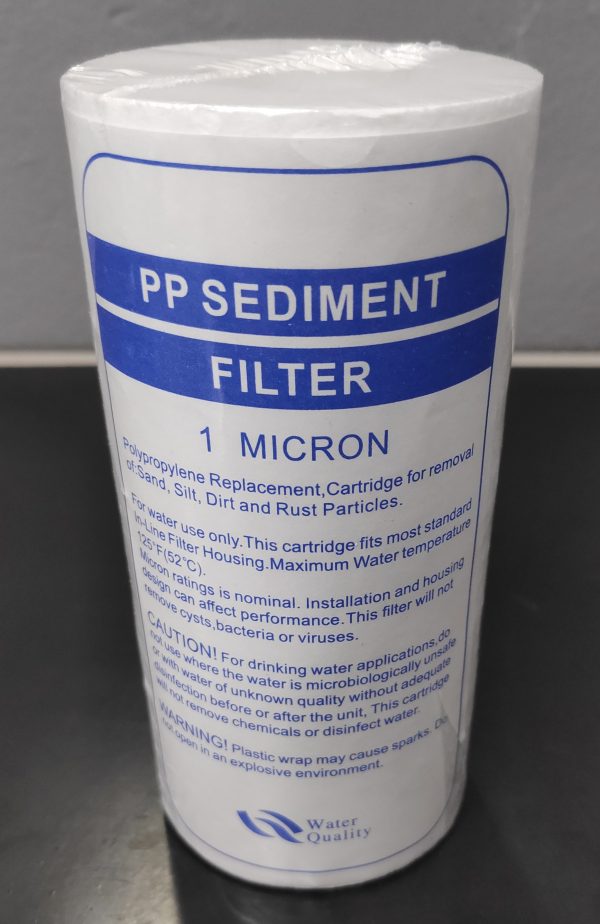 PP SEDIMENT
FILTER
1 MICRON
Polypropylene Replacement,Cartridge for removal
of:Sand, Silt, Dirt and Rust Particles.
For water use only.This cartridge fits most standard
In-Line Filter Housing.Maximum Water temperature
125°F(52°C).
Micron ratings is nominal. Installation and housing
design can affect performance.This filter will not
remove cysts,bacteria or viruses.
CAUTION! For drinking water applications,do
not use where the water is microbiologically unsafe
or with water of unknown quality without adequate
disinfection before or after the unit, This cartridge
will not remove chemicals or disinfect water.
WARNING! Plastic wrap may cause sparks. Do
not open in an explosive environment.
Water
Quality